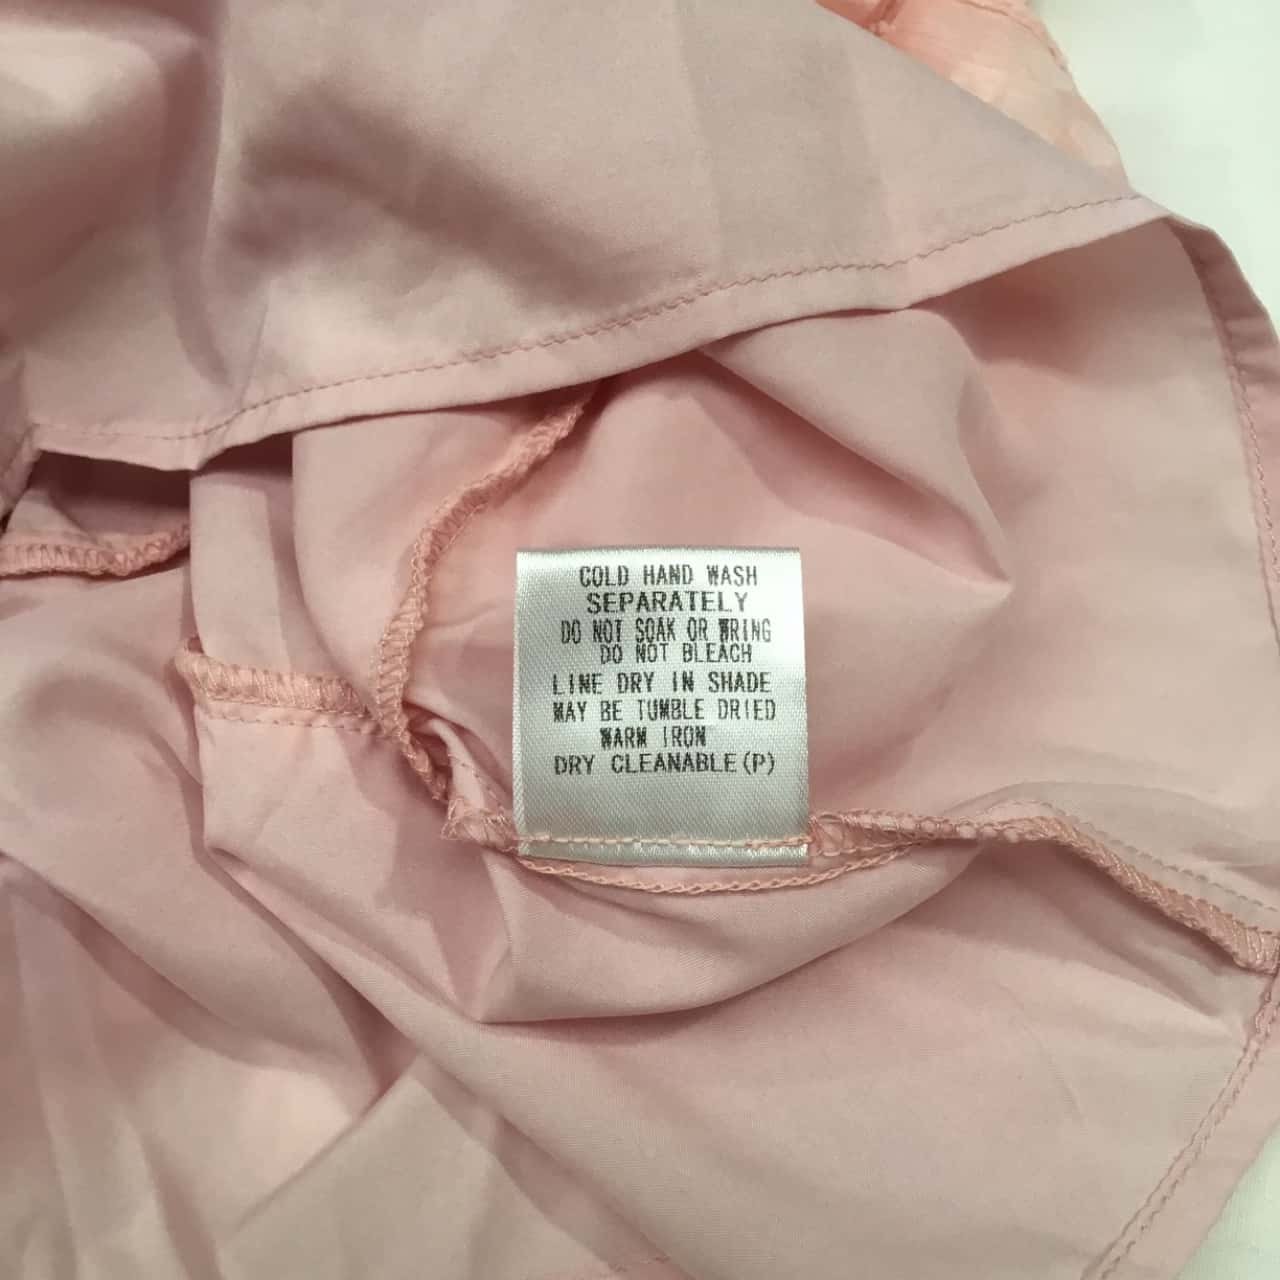 COLD HAND WASH
SEPARATELY
DO NOT SOAK OR WRING
DO NOT BLEACH
LINE DRY IN SHADE
MAY BE TUMBLE DRIED
WARM IRON
DRY CLEANABLE(P)